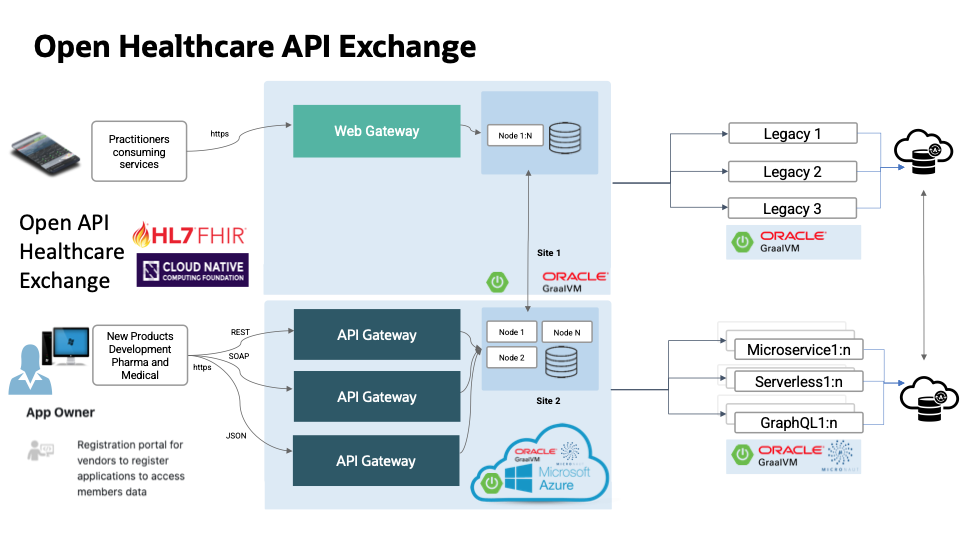 Open Healthcare API Exchange
Practitioners
consuming
services
https
Web Gateway
Node 1:N
Legacy 1
Legacy 2
Legacy 3
ORACLE
GraalVM
Open API
Healthcare
Exchange
HL7 FHIR
CLOUD NATIVE
COMPUTING FOUNDATION
Site 1
ORACLE
GraalVM
New Products
Development
Pharma and
Medical
REST
SOAP
https
JSON
API Gateway
API Gateway
API Gateway
Node 1
Node N
Node 2
Site 2
Microservice1:n
Serverless1:n
GraphQL1:n
ORACLE
GraalVM
MICRONAUT
ORACLE
GraalVM
MICRONAUT
Microsoft
Azure
App Owner
Registration portal for
vendors to register
applications to access
members data